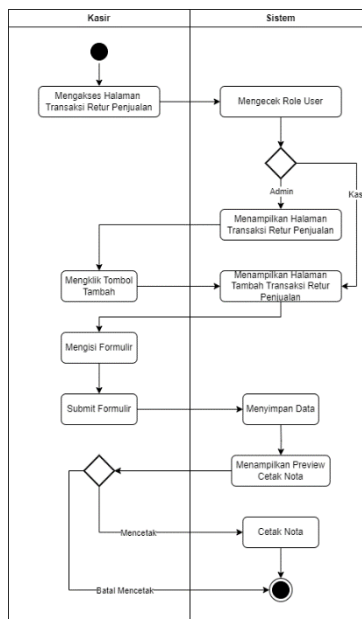 Kasir
Sistem
Mengakses Halaman
Transaksi Retur Penjualan
Mengecek Role User
Admin
Kas
Menampilkan Halaman
Transaksi Retur Penjualan
Mengklik Tombol
Tambah
Menampilkan Halaman
Tambah Transaksi Retur
Penjualan
Mengisi Formulir
Submit Formulir
Menyimpan Data
Menampilkan Preview
Cetak Nota
Mencetak
Cetak Nota
Batal Mencetak